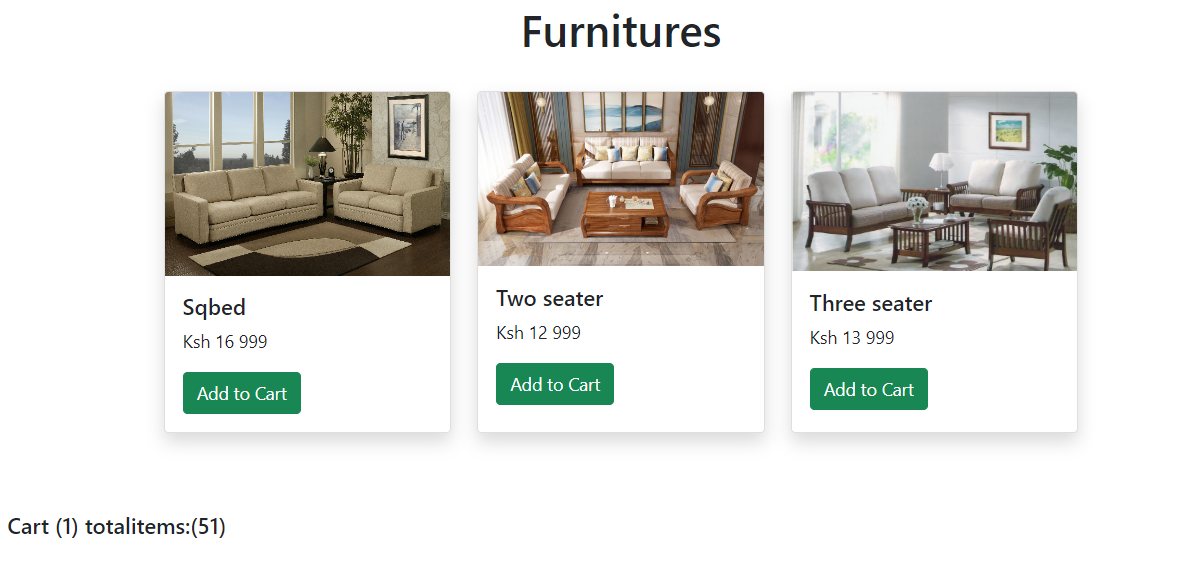 Furnitures
Sqbed
Ksh 16 999
Add to Cart
Two seater
Ksh 12 999
Add to Cart
Three seater
Ksh 13 999
Add to Cart
Cart (1) totalitems:(51)